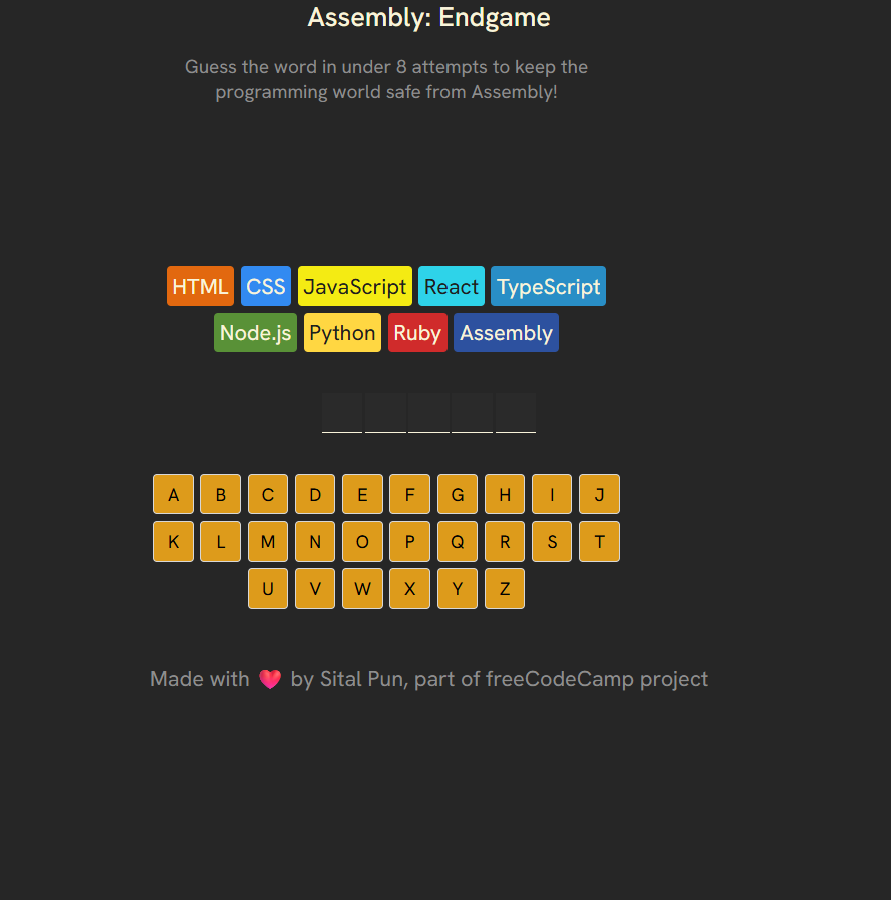 Assembly: Endgame
Guess the word in under 8 attempts to keep the
programming world safe from Assembly!
HTML CSS JavaScript React TypeScript
Node.js Python Ruby Assembly
A B C D E F G H I J
K L M N O P Q R S T
U V W X Y Z
Made with ❤️ by Sital Pun, part of freeCodeCamp project